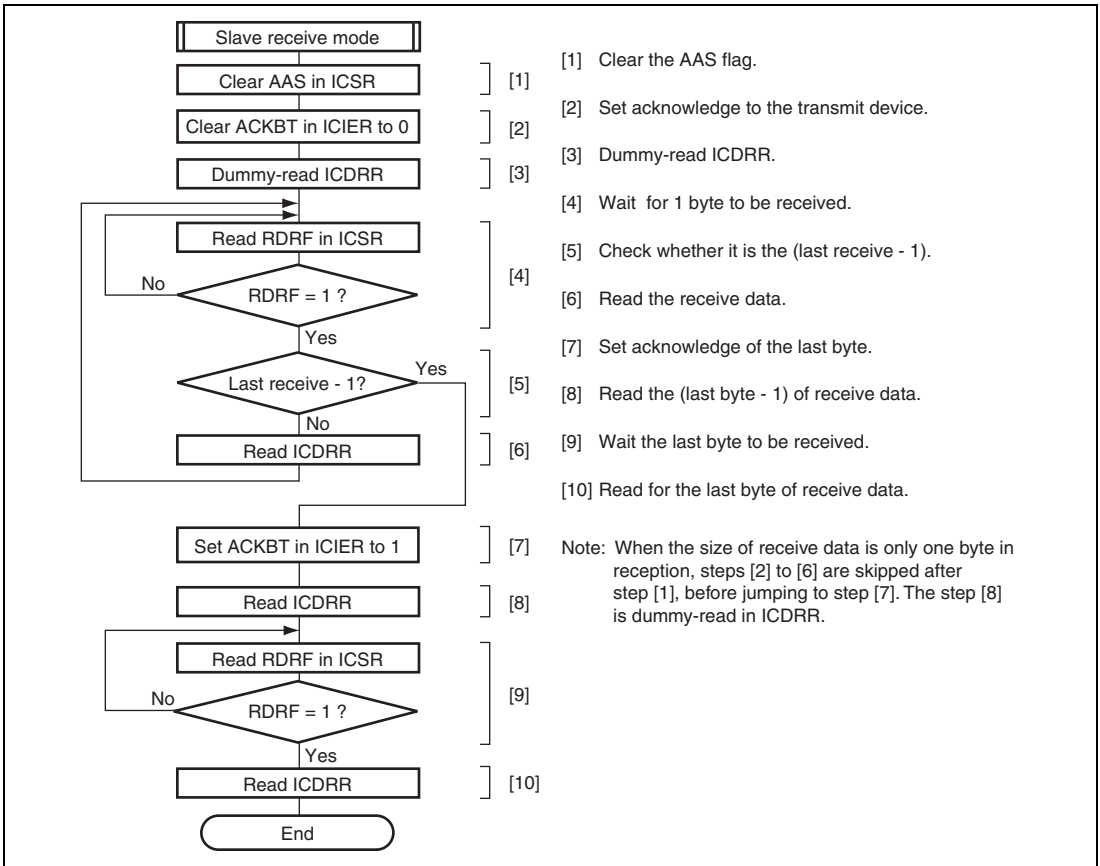 Slave receive mode
Clear AAS in ICSR
[1]
Clear ACKBT in ICIER to 0
[2]
Dummy-read ICDRR
[3]
Read RDRF in ICSR
No
RDRF = 1 ?
[4]
Yes
Last receive - 1?
Yes
[5]
No
Read ICDRR
[6]
Set ACKBT in ICIER to 1
[7]
Read ICDRR
[8]
Read RDRF in ICSR
No
RDRF = 1 ?
[9]
Yes
Read ICDRR
[10]
End
[1] Clear the AAS flag.
[2] Set acknowledge to the transmit device.
[3] Dummy-read ICDRR.
[4] Wait for 1 byte to be received.
[5] Check whether it is the (last receive - 1).
[6] Read the receive data.
[7] Set acknowledge of the last byte.
[8] Read the (last byte - 1) of receive data.
[9] Wait the last byte to be received.
[10] Read for the last byte of receive data.
Note: When the size of receive data is only one byte in
reception, steps [2] to [6] are skipped after
step [1], before jumping to step [7]. The step [8]
is dummy-read in ICDRR.